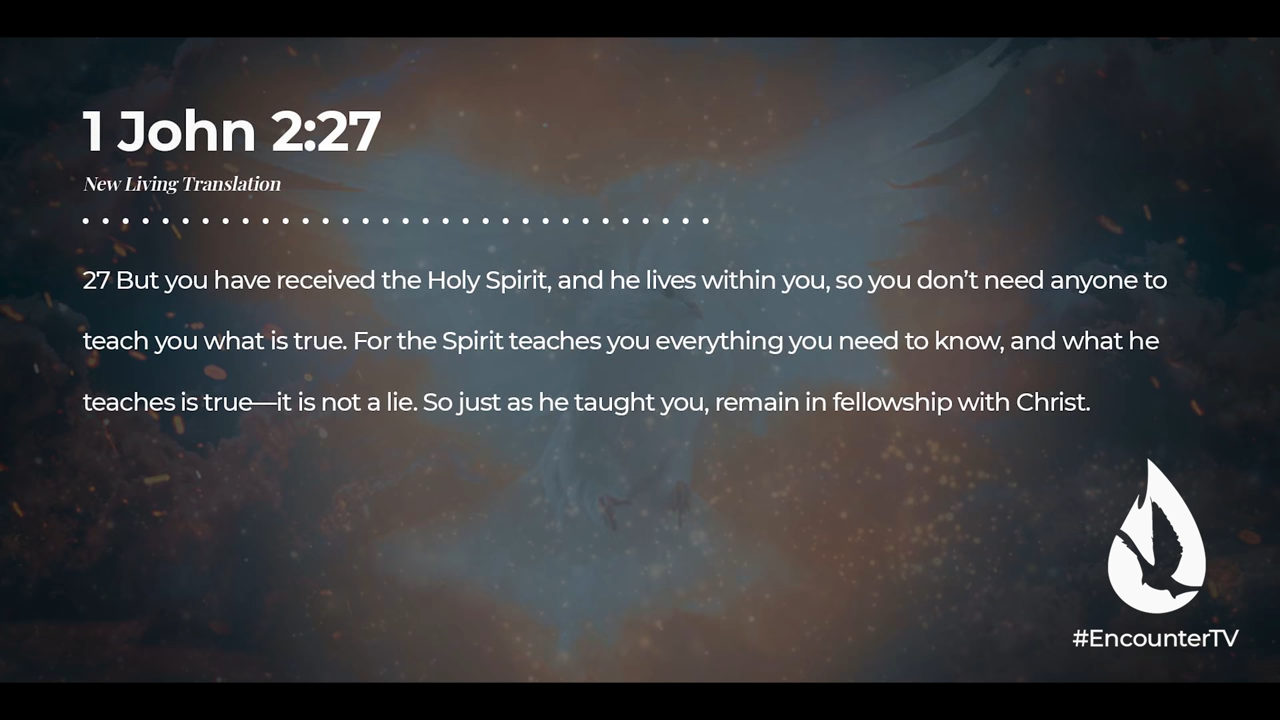 1 John 2:27
New Living Translation
27 But you have received the Holy Spirit, and he lives within you, so you don’t need anyone to
teach you what is true. For the Spirit teaches you everything you need to know, and what he
teaches is true—it is not a lie. So just as he taught you, remain in fellowship with Christ.
#EncounterTV